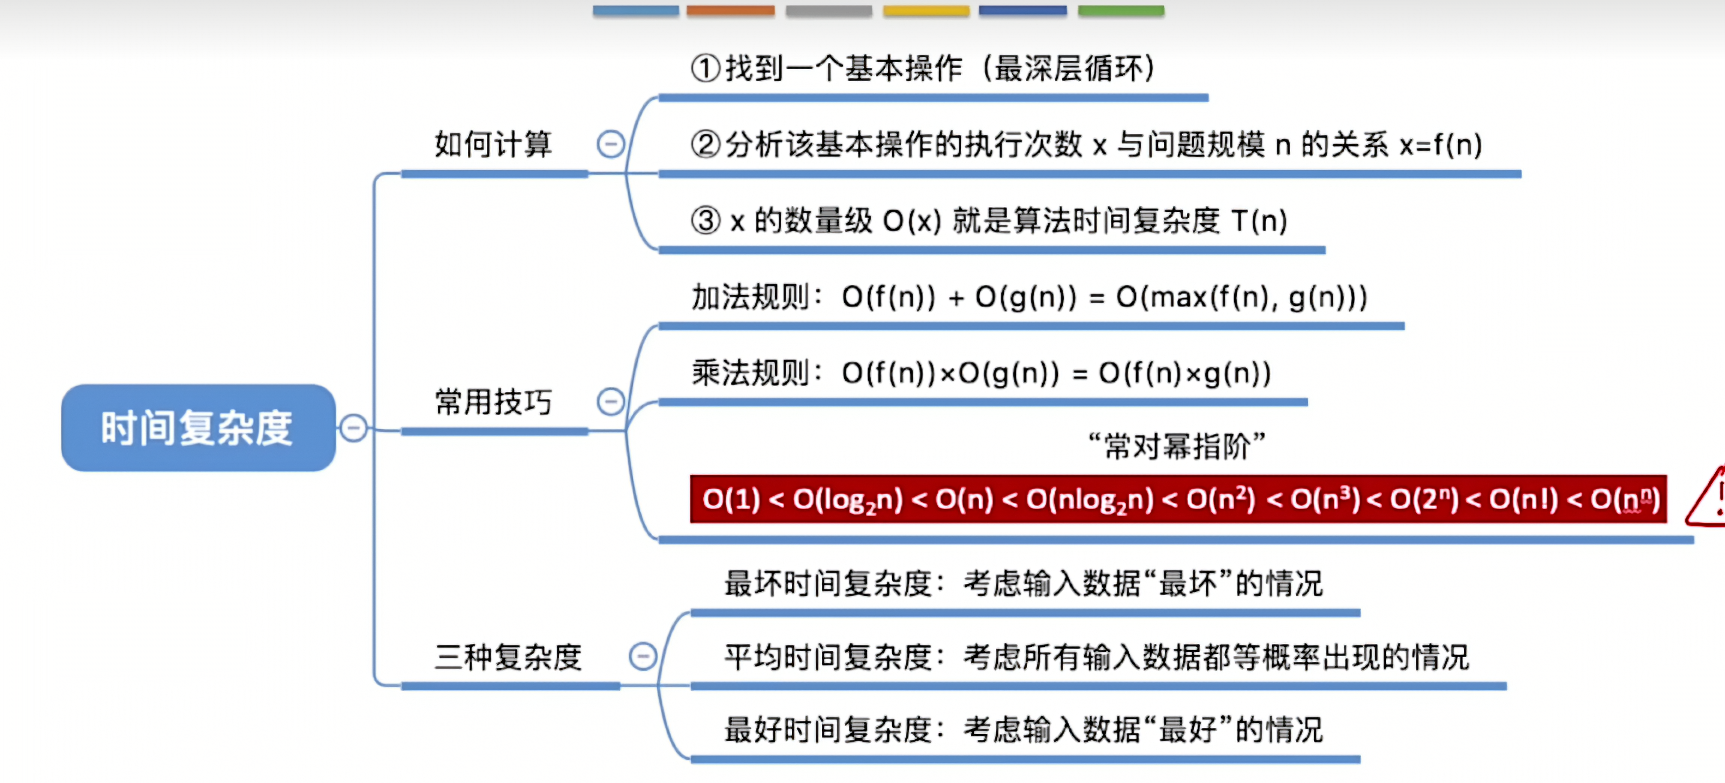 时间复杂度
如何计算
①找到一个基本操作（最深层循环）
②分析该基本操作的执行次数 x 与问题规模 n 的关系 x=f(n)
③ x 的数量级 O(x) 就是算法时间复杂度 T(n)
常用技巧
加法规则：O(f(n)) + O(g(n)) = O(max(f(n), g(n)))
乘法规则：O(f(n))×O(g(n)) = O(f(n)×g(n))
“常对幂指阶”
O(1) < O(log₂n) < O(n) < O(nlog₂n) < O(n²) < O(n³) < O(2ⁿ) < O(n!) < O(nⁿ)
三种复杂度
最坏时间复杂度：考虑输入数据“最坏”的情况
平均时间复杂度：考虑所有输入数据都等概率出现的情况
最好时间复杂度：考虑输入数据“最好”的情况